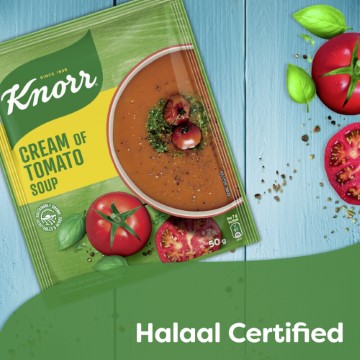 SINCE 1838
Knorr
CREAM OF
TOMATO
SOUP
50 g
Halaal Certified